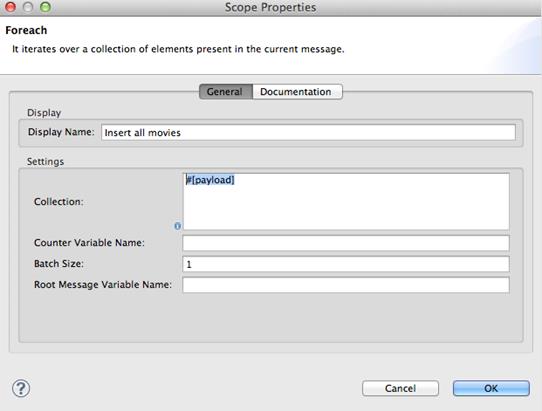 Scope Properties
Foreach
It iterates over a collection of elements present in the current message.
General Documentation
Display
Display Name: Insert all movies
Settings
#[payload]
Collection:
Counter Variable Name:
Batch Size: 1
Root Message Variable Name:
? Cancel OK